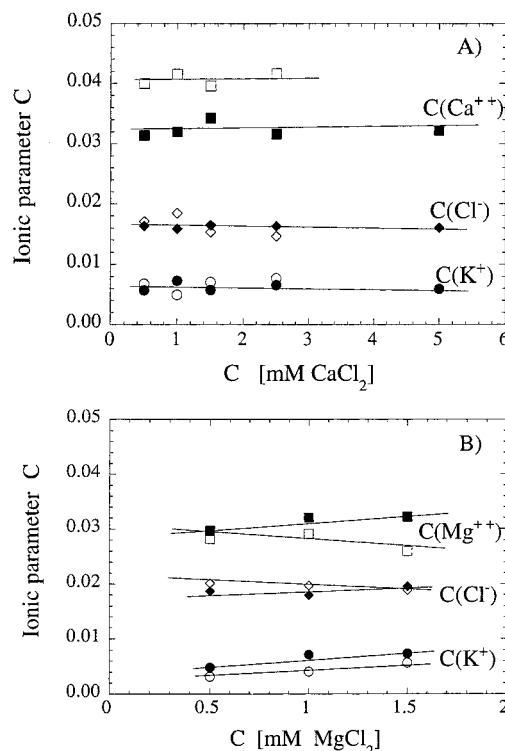 A)
0.05
0.04
0.03
0.02
0.01
0.00
Ionic parameter C
C(Ca⁺⁺)
C(Cl⁻)
C(K⁺)
0 1 2 3 4 5 6
C [mM CaCl₂]
B)
0.05
0.04
0.03
0.02
0.01
0.00
Ionic parameter C
C(Mg⁺⁺)
C(Cl⁻)
C(K⁺)
0.5 1.0 1.5 2
C [mM MgCl₂]